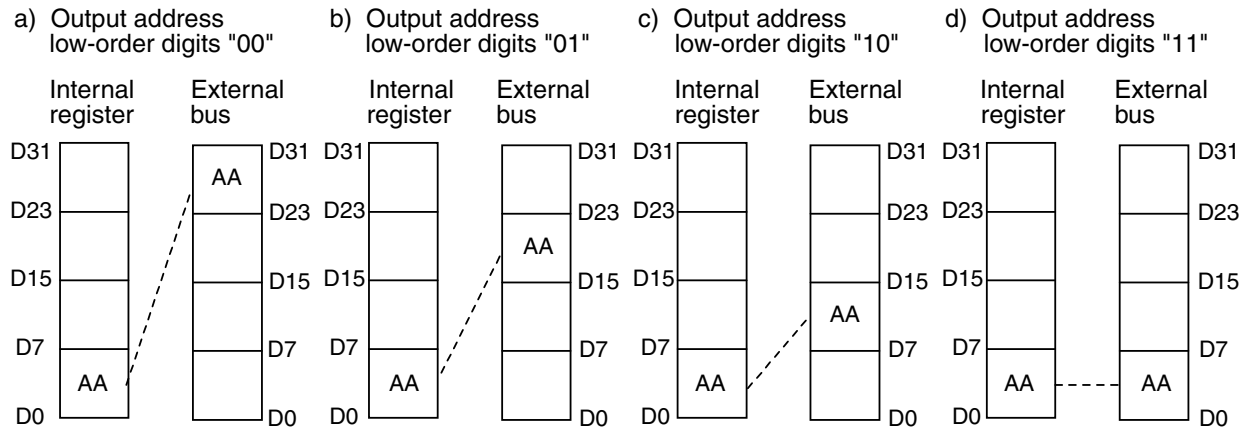 a) Output address
low-order digits "00"
Internal
register
External
bus
D31
D23
D15
D7
D0
AA
AA
D31
D23
D15
D7
D0
b) Output address
low-order digits "01"
Internal
register
External
bus
D31
D23
D15
D7
D0
AA
AA
D31
D23
D15
D7
D0
c) Output address
low-order digits "10"
Internal
register
External
bus
D31
D23
D15
D7
D0
AA
AA
D31
D23
D15
D7
D0
d) Output address
low-order digits "11"
Internal
register
External
bus
D31
D23
D15
D7
D0
AA
AA
D31
D23
D15
D7
D0